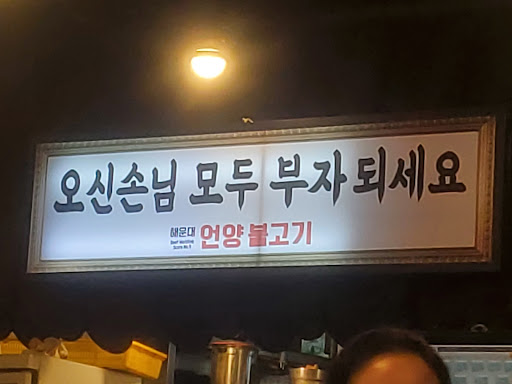 오신손님 모두 부자되세요
해운대 언양 불고기